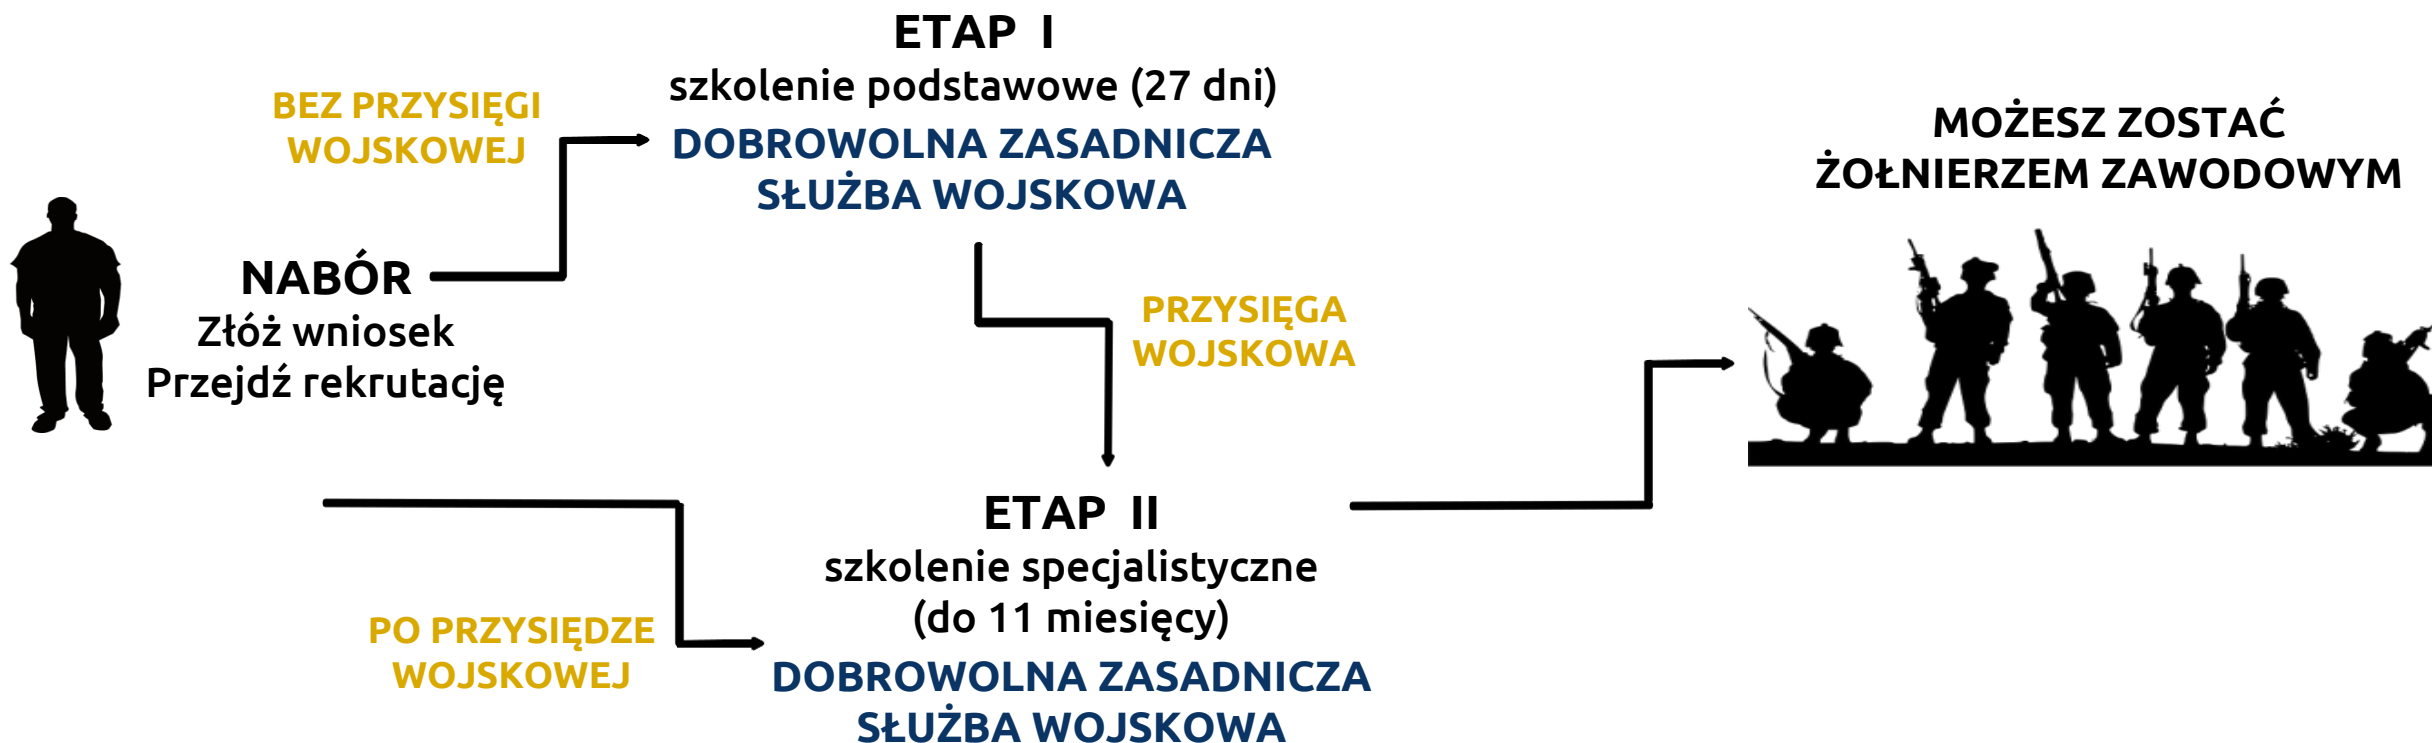 NABÓR
Złóż wniosek
Przejdź rekrutację
BEZ PRZYSIĘGI
WOJSKOWEJ
ETAP I
szkolenie podstawowe (27 dni)
DOBROWOLNA ZASADNICZA
SŁUŻBA WOJSKOWA
PRZYSIĘGA
WOJSKOWA
PO PRZYSIĘDZE
WOJSKOWEJ
ETAP II
szkolenie specjalistyczne
(do 11 miesięcy)
DOBROWOLNA ZASADNICZA
SŁUŻBA WOJSKOWA
MOŻESZ ZOSTAĆ
ŻOŁNIERZEM ZAWODOWYM